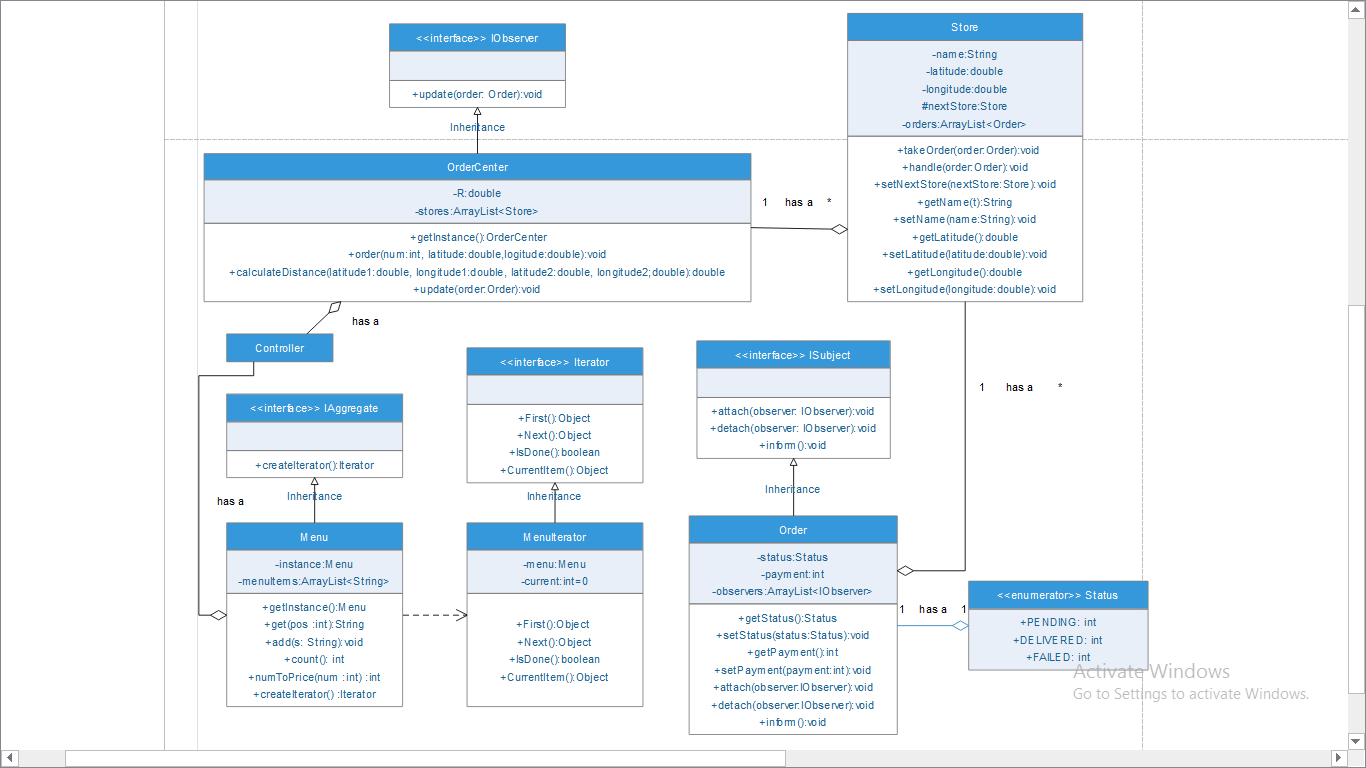 <<interface>> IObserver
+update(order: Order):void
Inheritance
Store
-name:String
-latitude:double
-longitude:double
#nextStore:Store
-orders:ArrayList<Order>
+takeOrder(order:Order):void
+handle(order:Order):void
+setNextStore(nextStore:Store):void
+getName(t):String
+setName(name:String):void
+getLatitude():double
+setLatitude(latitude:double):void
+getLongitude():double
+setLongitude(longitude:double):void
OrderCenter
-R:double
-stores:ArrayList<Store>
+getInstance():OrderCenter
+order(num:int, latitude:double,logitude:double):void
+calculateDistance(latitude1:double, longitude1:double, latitude2:double, longitude2;double):double
+update(order:Order):void
1 has a *
has a
Controller
<<interface>> IAggregate
+createIterator():Iterator
Inheritance
has a
<<interface>> Iterator
+First():Object
+Next():Object
+IsDone():boolean
+CurrentItem():Object
Inheritance
<<interface>> ISubject
+attach(observer: IObserver):void
+detach(observer: IObserver):void
+inform():void
Inheritance
1 has a *
Menu
-instance:Menu
-menuItems:ArrayList<String>
+getInstance():Menu
+get(pos :int):String
+add(s: String):void
+count(): int
+numToPrice(num :int) :int
+createIterator() :Iterator
MenuIterator
-menu:Menu
-current:int=0
+First():Object
+Next():Object
+IsDone():boolean
+CurrentItem():Object
Order
-status:Status
-payment:int
-observers:ArrayList<IObserver>
+getStatus():Status
+setStatus(status:Status):void
+getPayment():int
+setPayment(payment:int):void
+attach(observer:IObserver):void
+detach(observer:IObserver):void
+inform():void
1 has a 1
<<enumerator>> Status
+PENDING: int
+DELIVERED: int
+FAILED: int
Activate Windows
Go to Settings to activate Windows.